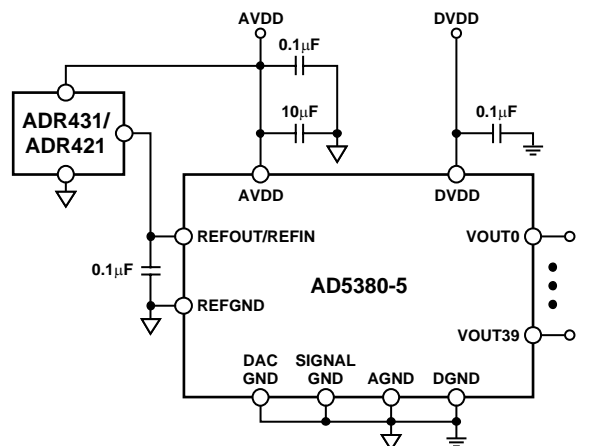 AVDD
DVDD
0.1μF
ADR431/
ADR421
10μF
0.1μF
AVDD
DVDD
REFOUT/REFIN
VOUT0
0.1μF
AD5380-5
REFGND
VOUT39
DAC
GND
SIGNAL
GND
AGND
DGND